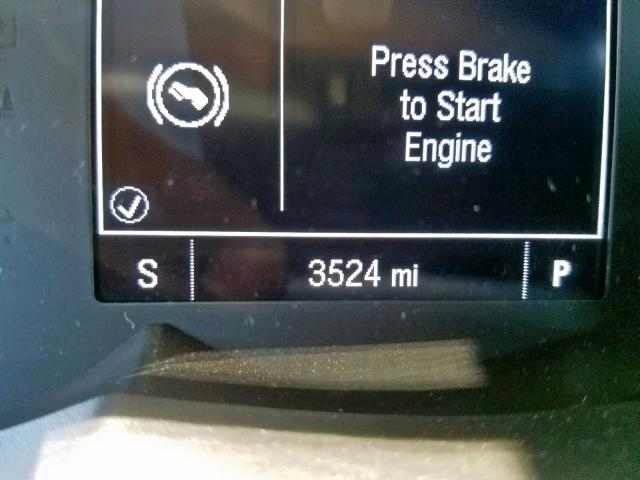 Press Brake
to Start
Engine
S 3524 mi P